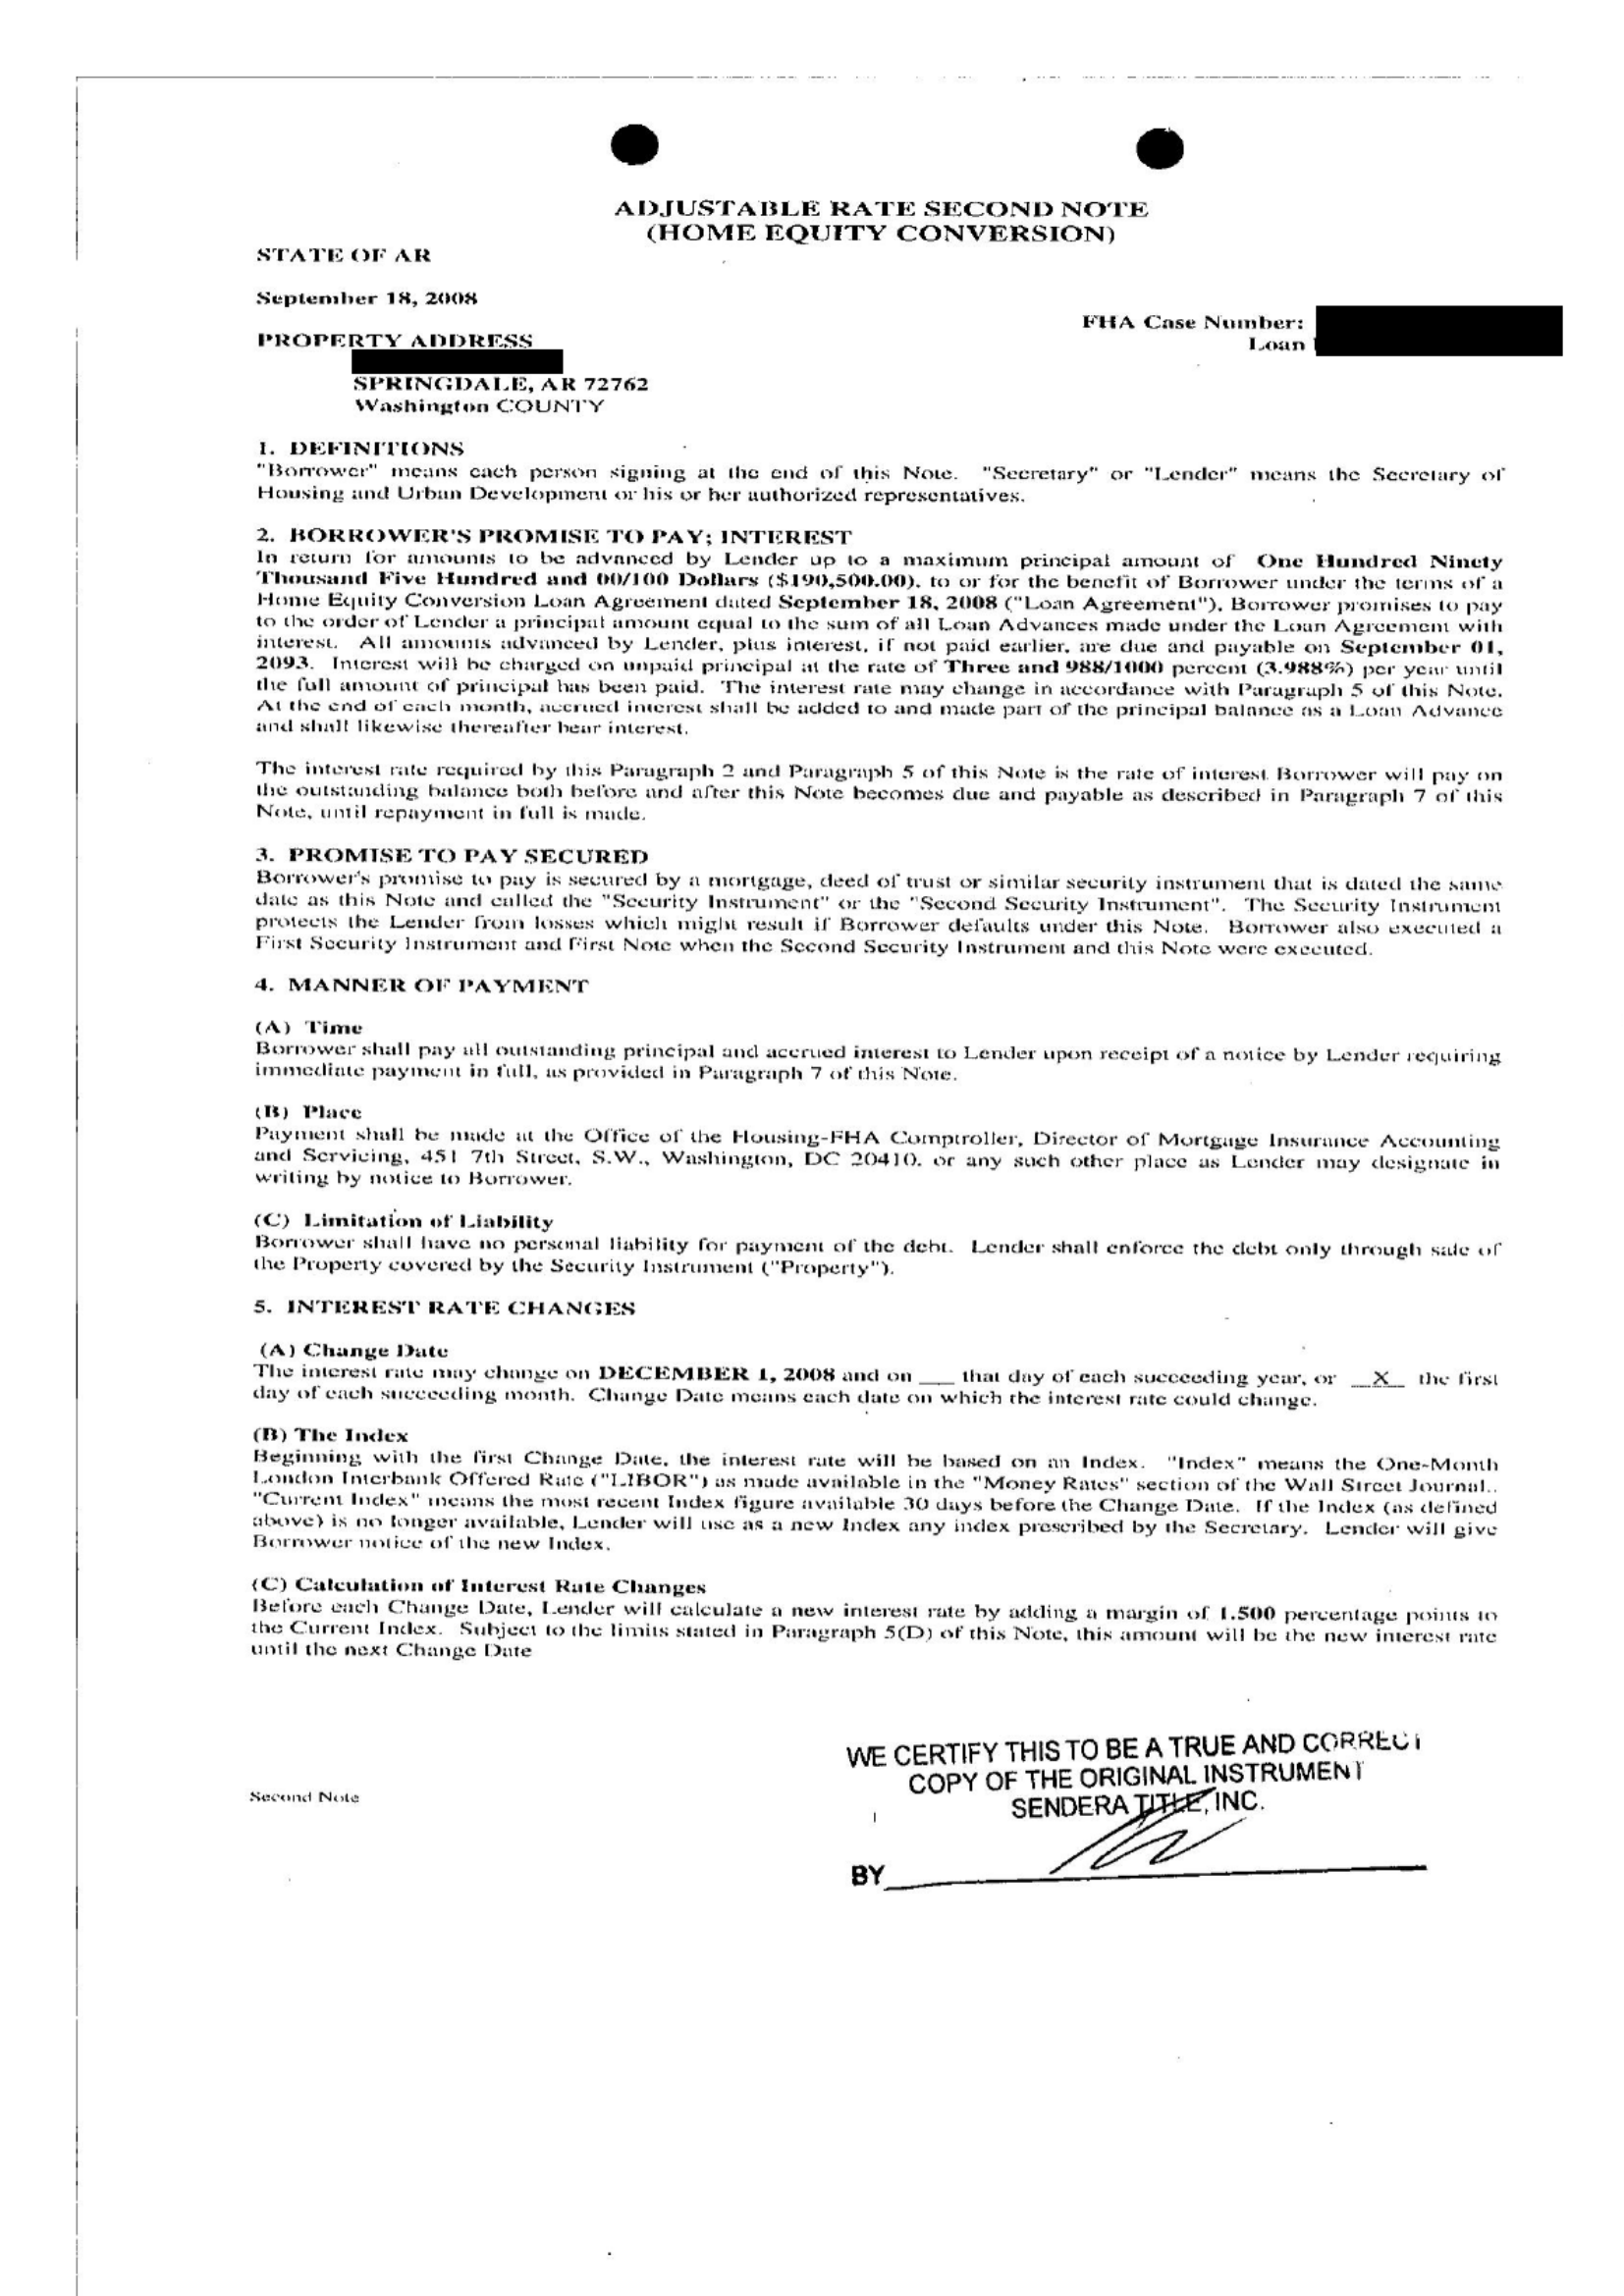 ADJUSTABLE RATE SECOND NOTE
(HOME EQUITY CONVERSION)
STATE OF AR
September 18, 2008
FHA Case Number:
Loan
PROPERTY ADDRESS
SPRINGDALE, AR 72762
Washington COUNTY
1. DEFINITIONS
"Borrower" means each person signing at the end of this Note. "Secretary" or "Lender" means the Secretary of
Housing and Urban Development or his or her authorized representatives.
2. BORROWER'S PROMISE TO PAY; INTEREST
In return for amounts to be advanced by Lender up to a maximum principal amount of One Hundred Ninety
Thousand Five Hundred and 00/100 Dollars ($190,500.00), to or for the benefit of Borrower under the terms of a
Home Equity Conversion Loan Agreement dated September 18, 2008 ("Loan Agreement"), Borrower promises to pay
to the order of Lender a principal amount equal to the sum of all Loan Advances made under the Loan Agreement with
interest. All amounts advanced by Lender, plus interest, if not paid earlier, are due and payable on September 01,
2093. Interest will be charged on unpaid principal at the rate of Three and 988/1000 percent (3.988%) per year until
the full amount of principal has been paid. The interest rate may change in accordance with Paragraph 5 of this Note.
At the end of each month, accrued interest shall be added to and made part of the principal balance as a Loan Advance
and shall likewise thereafter bear interest.
The interest rate required by this Paragraph 2 and Paragraph 5 of this Note is the rate of interest Borrower will pay on
the outstanding balance both before and after this Note becomes due and payable as described in Paragraph 7 of this
Note, until repayment in full is made.
3. PROMISE TO PAY SECURED
Borrower's promise to pay is secured by a mortgage, deed of trust or similar security instrument that is dated the same
date as this Note and called the "Security Instrument" or the "Second Security Instrument". The Security Instrument
protects the Lender from losses which might result if Borrower defaults under this Note. Borrower also executed a
First Security Instrument and First Note when the Second Security Instrument and this Note were executed.
4. MANNER OF PAYMENT
(A) Time
Borrower shall pay all outstanding principal and accrued interest to Lender upon receipt of a notice by Lender requiring
immediate payment in full, as provided in Paragraph 7 of this Note.
(B) Place
Payment shall be made at the Office of the Housing-FHA Comptroller, Director of Mortgage Insurance Accounting
and Servicing, 451 7th Street, S.W., Washington, DC 20410, or any such other place as Lender may designate in
writing by notice to Borrower.
(C) Limitation of Liability
Borrower shall have no personal liability for payment of the debt. Lender shall enforce the debt only through sale of
the Property covered by the Security Instrument ("Property").
5. INTEREST RATE CHANGES
(A) Change Date
The interest rate may change on DECEMBER 1, 2008 and on ___ that day of each succeeding year, or _X_ the first
day of each succeeding month. Change Date means each date on which the interest rate could change.
(B) The Index
Beginning with the first Change Date, the interest rate will be based on an Index. "Index" means the One-Month
London Interbank Offered Rate ("LIBOR") as made available in the "Money Rates" section of the Wall Street Journal..
"Current Index" means the most recent Index figure available 30 days before the Change Date. If the Index (as defined
above) is no longer available, Lender will use as a new Index any index prescribed by the Secretary. Lender will give
Borrower notice of the new Index.
(C) Calculation of Interest Rate Changes
Before each Change Date, Lender will calculate a new interest rate by adding a margin of 1.500 percentage points to
the Current Index. Subject to the limits stated in Paragraph 5(D) of this Note, this amount will be the new interest rate
until the next Change Date
WE CERTIFY THIS TO BE A TRUE AND CORRECT
COPY OF THE ORIGINAL INSTRUMENT
SENDERA TITLE, INC.
Second Note
1
BY